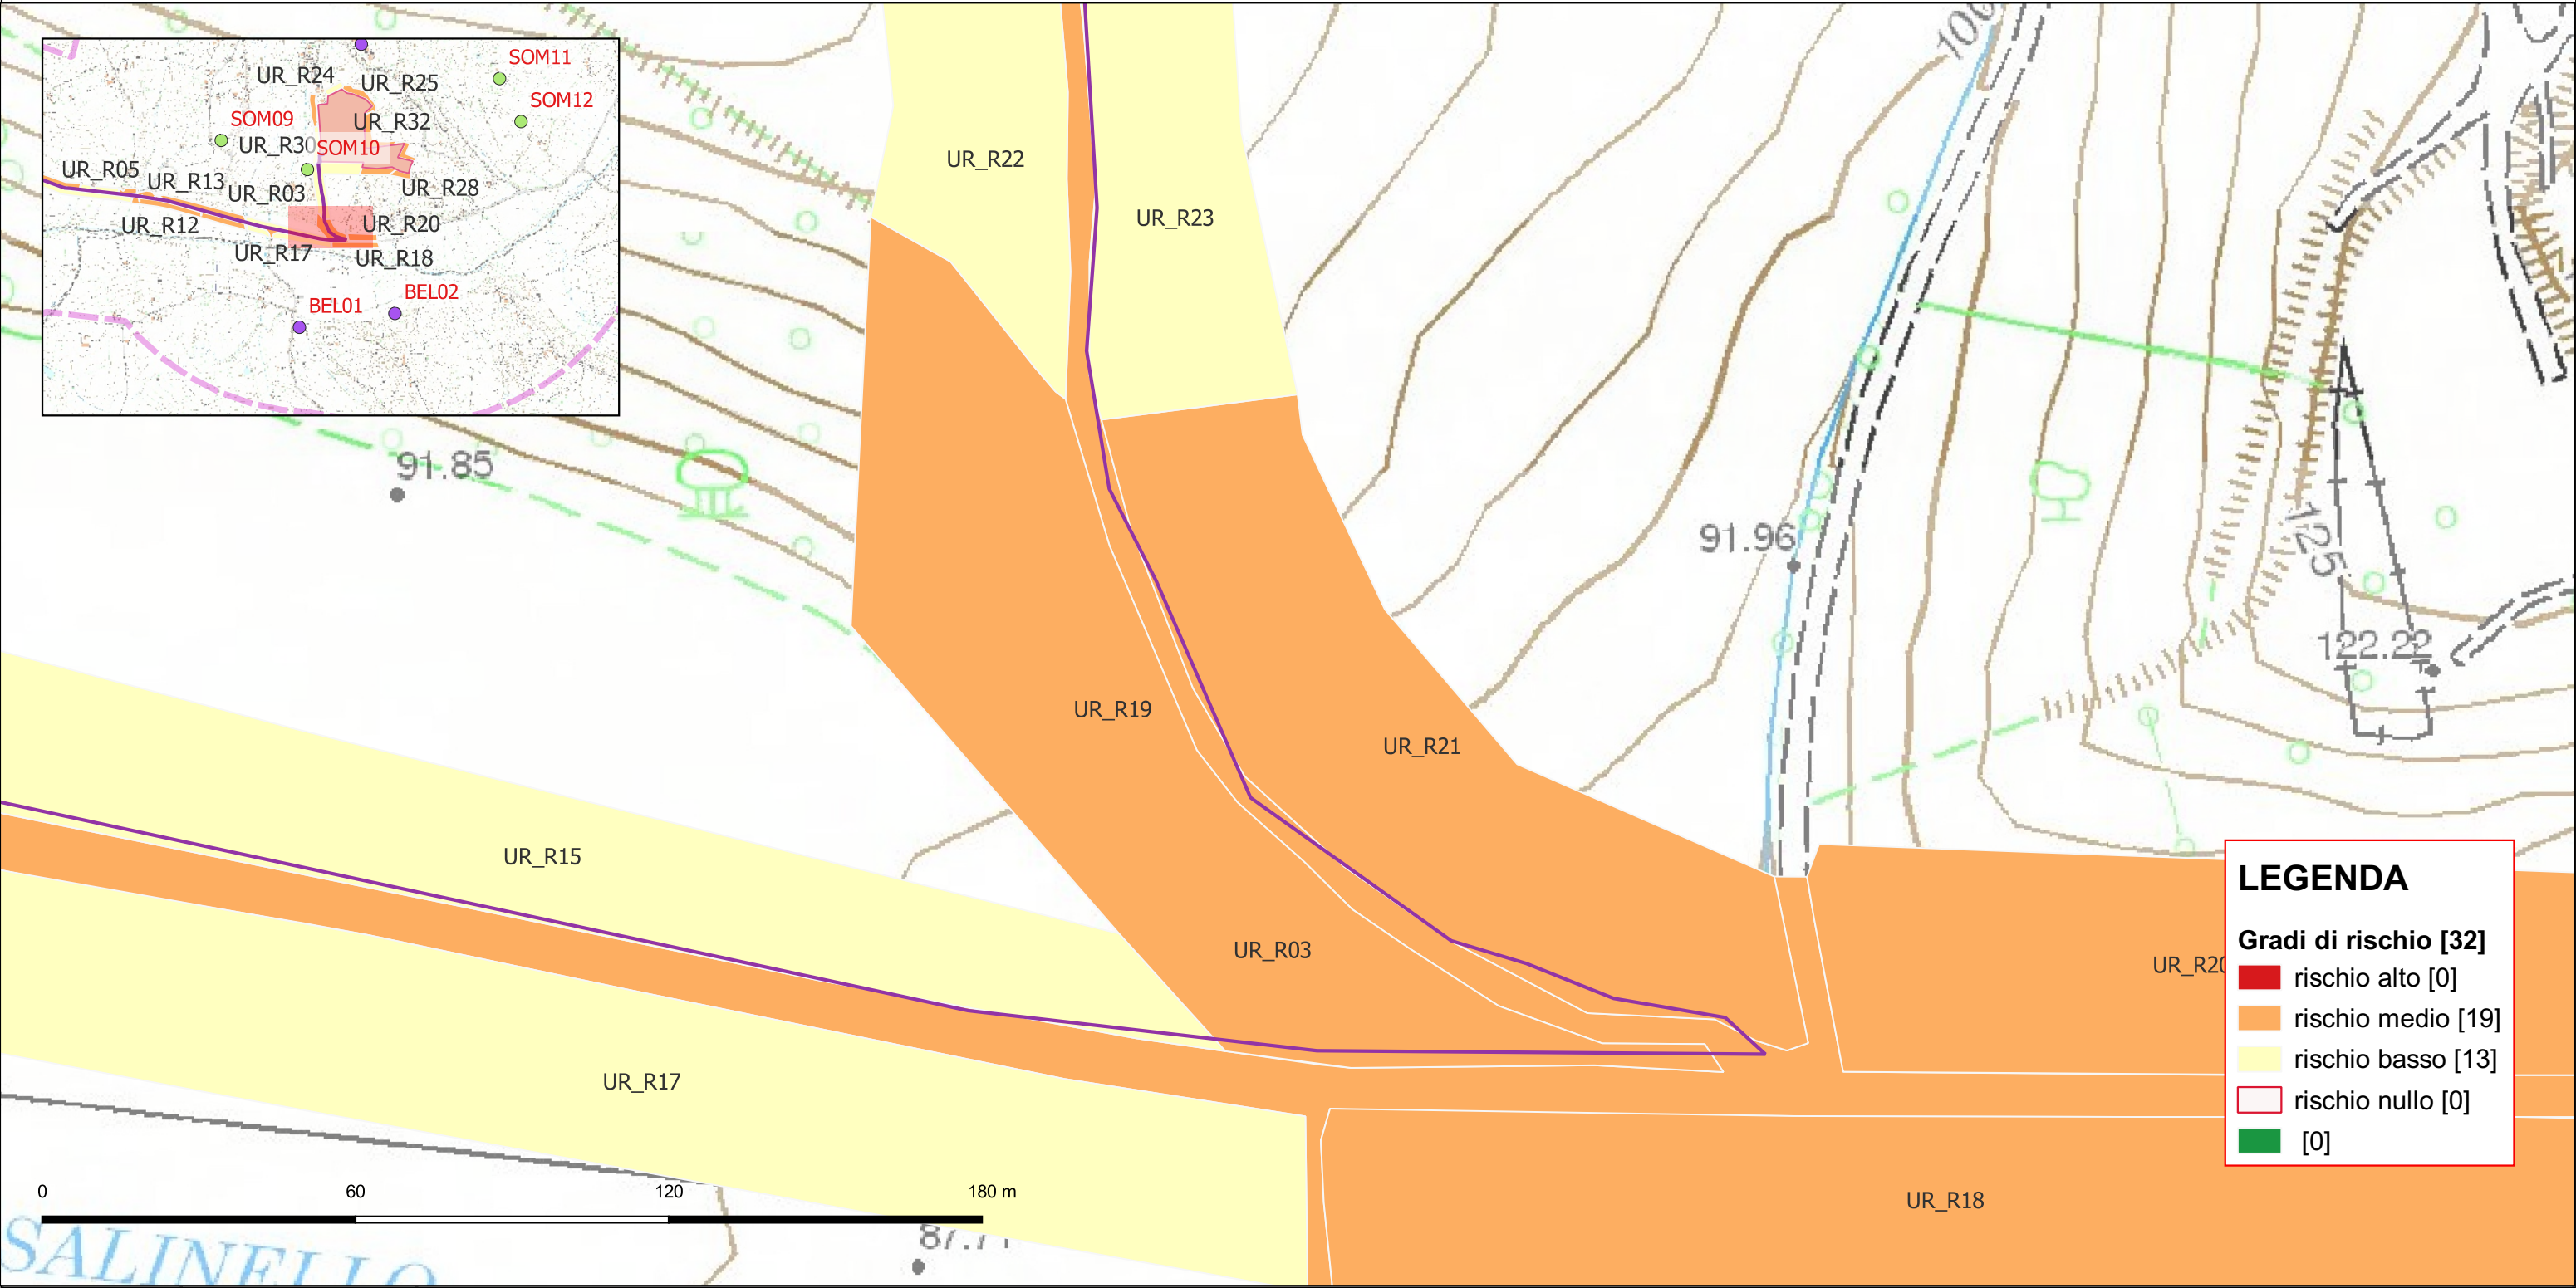 100
SOM11
UR_R24
UR_R25
SOM12
SOM09
UR_R32
UR_R30
SOM10
UR_R05
UR_R13
UR_R03
UR_R28
UR_R12
UR_R20
UR_R17
UR_R18
BEL02
BEL01
UR_R22
UR_R23
91.85
91.96
125
122.22
UR_R19
UR_R21
UR_R15
UR_R03
UR_R20
UR_R17
UR_R18
LEGENDA
Gradi di rischio [32]
rischio alto [0]
rischio medio [19]
rischio basso [13]
rischio nullo [0]
[0]
0 60 120 180 m
87.71
SALINELLO